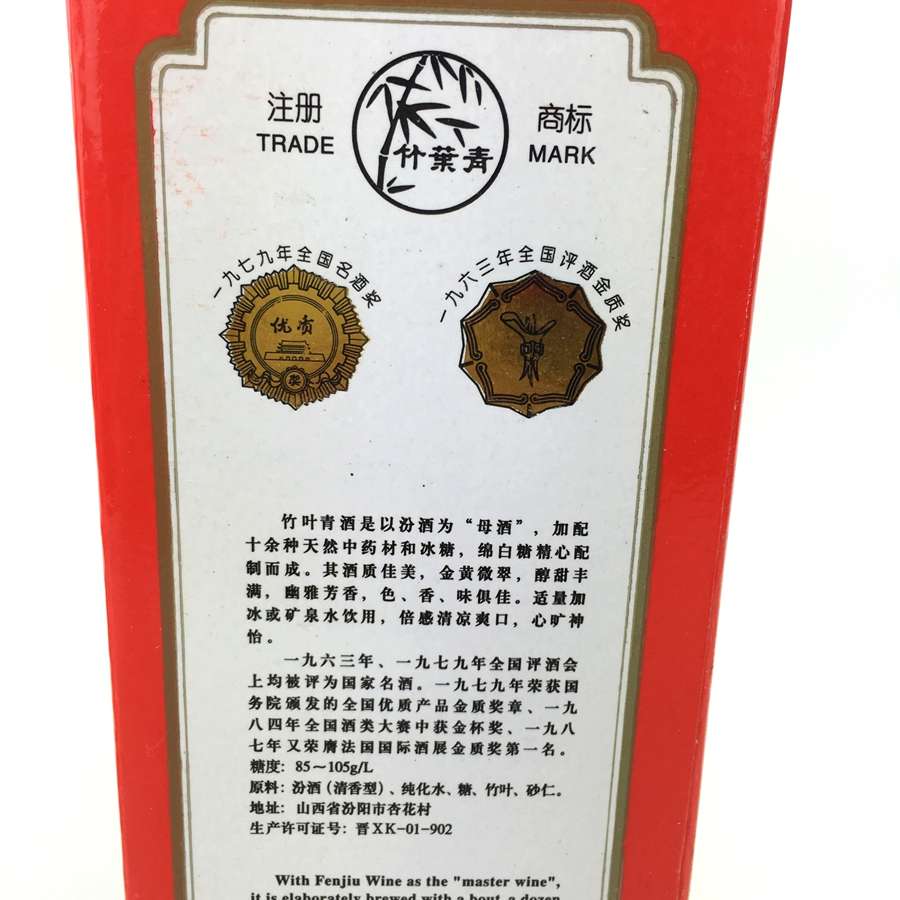 注册
TRADE
竹葉青
商标
MARK
一九七九年全国名酒奖
优质
奖
一九六三年全国评酒金质奖
竹叶青酒是以汾酒为“母酒”，加配
十余种天然中药材和冰糖，绵白糖精心配
制而成。其酒质佳美，金黄微翠，醇甜丰
满，幽雅芳香，色、香、味俱佳。适量加
冰或矿泉水饮用，倍感清凉爽口，心旷神
怡。
一九六三年、一九七九年全国评酒会
上均被评为国家名酒。一九七九年荣获国
务院颁发的全国优质产品金质奖章、一九
八四年全国酒类大赛中获金杯奖、一九八
七年又荣膺法国国际酒展金质奖第一名。
糖度：85～105g/L
原料：汾酒（清香型）、纯化水、糖、竹叶、砂仁。
地址：山西省汾阳市杏花村
生产许可证号：晋XK-01-902
With Fenjiu Wine as the "master wine",
it is elaborately brewed with a bout a dozen